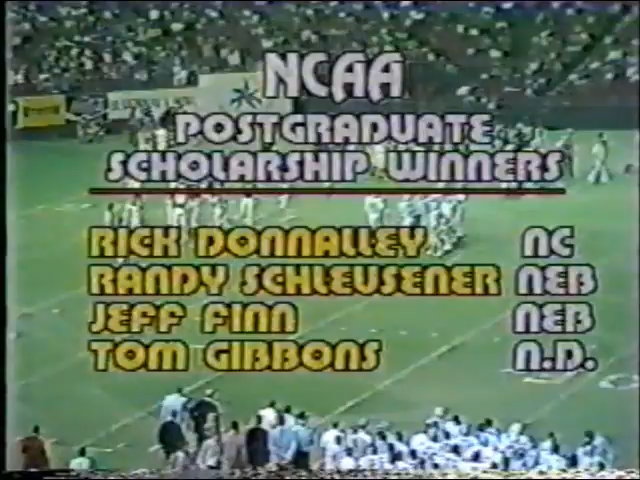 NCAA
POSTGRADUATE
SCHOLARSHIP WINNERS
RICK DONNALLEY NC
RANDY SCHLEUSENER NEB
JEFF FINN NEB
TOM GIBBONS N.D.